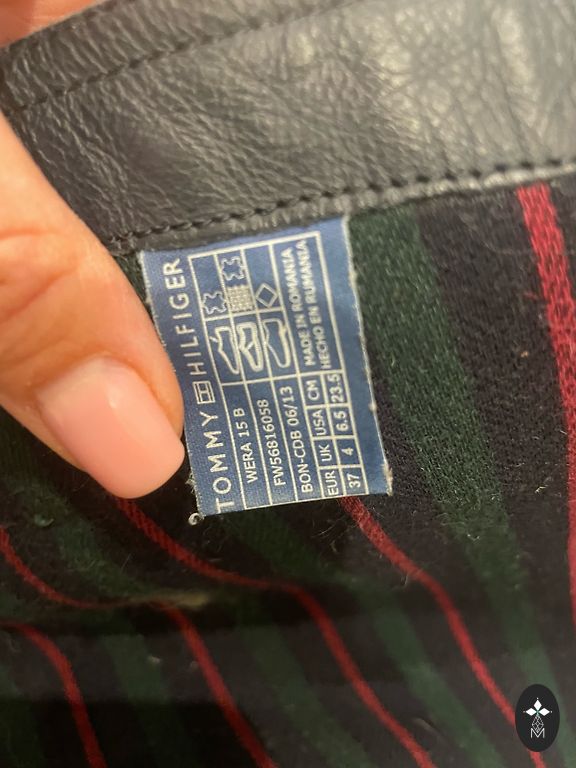 TOMMY HILFIGER
WERA 15 B
FW56816058
BON-CDB 06/13
MADE IN ROMANIA
HECHO EN RUMANIA
EUR UK USA CM
37 4 6.5 23.5